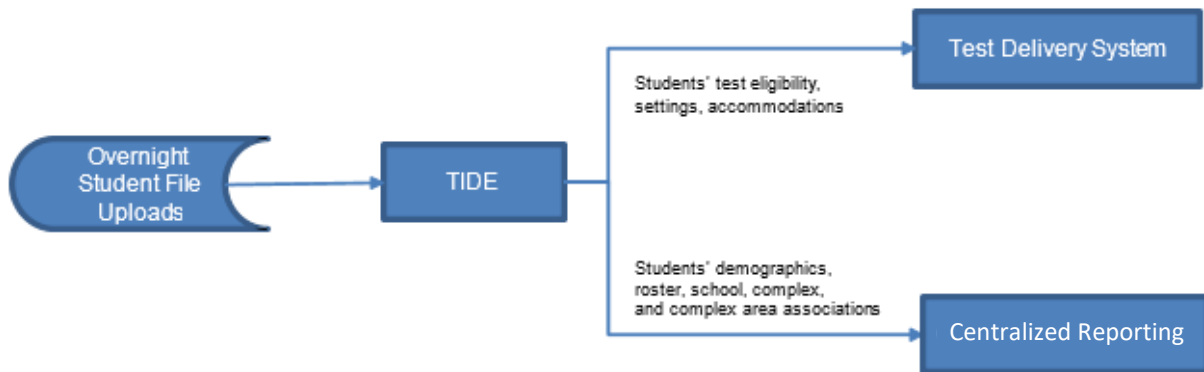 Test Delivery System
Students' test eligibility,
settings, accommodations
Overnight
Student File
Uploads
TIDE
Students' demographics,
roster, school, complex,
and complex area associations
Centralized Reporting